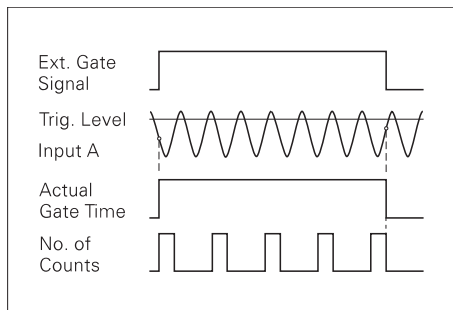 Ext. Gate
Signal
Trig. Level
Input A
Actual
Gate Time
No. of
Counts